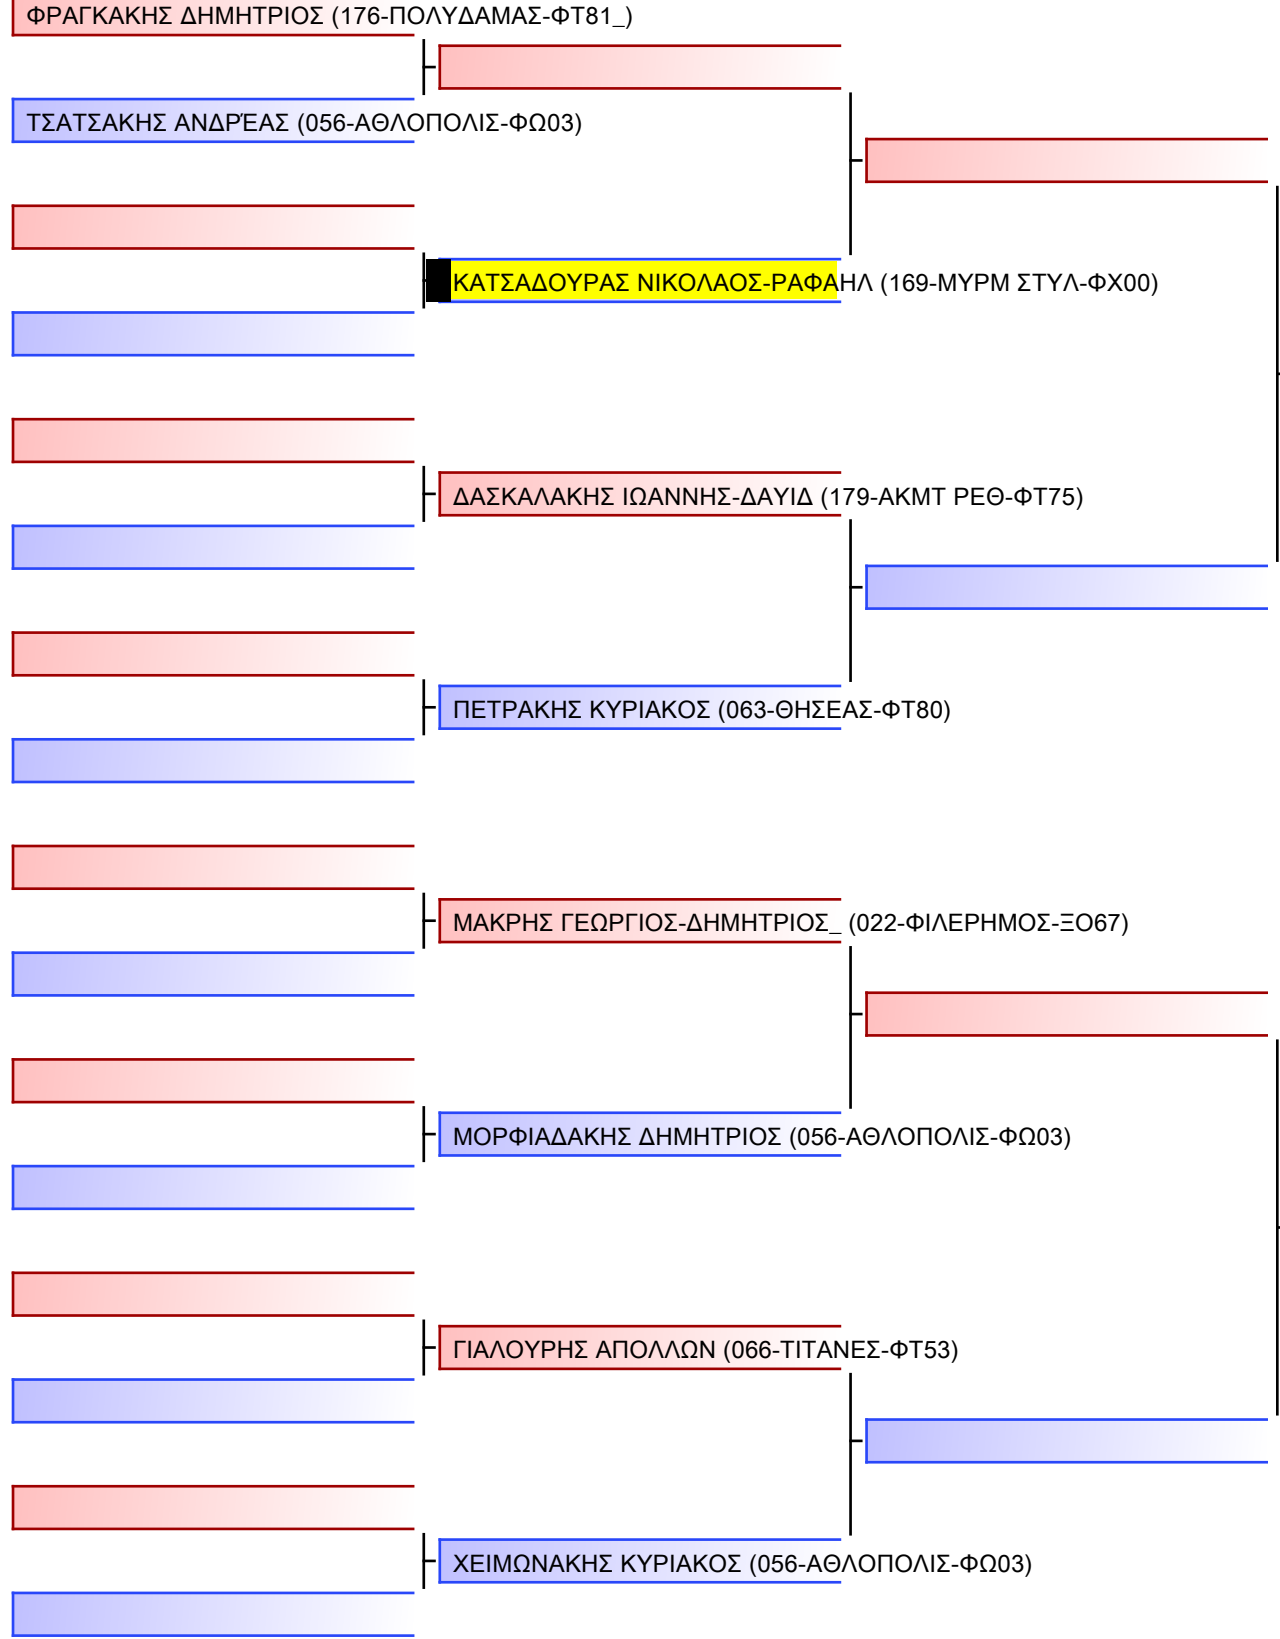 ΦΡΑΓΚΑΚΗΣ ΔΗΜΗΤΡΙΟΣ (176-ΠΟΛΥΔΑΜΑΣ-ΦΤ81_)
ΤΣΑΤΣΑΚΗΣ ΑΝΔΡΈΑΣ (056-ΑΘΛΟΠΟΛΙΣ-ΦΩ03)
ΚΑΤΣΑΔΟΥΡΑΣ ΝΙΚΟΛΑΟΣ-ΡΑΦΑΗΛ (169-ΜΥΡΜ ΣΤΥΛ-ΦΧ00)
ΔΑΣΚΑΛΑΚΗΣ ΙΩΑΝΝΗΣ-ΔΑΥΙΔ (179-ΑΚΜΤ ΡΕΘ-ΦΤ75)
ΠΕΤΡΑΚΗΣ ΚΥΡΙΑΚΟΣ (063-ΘΗΣΕΑΣ-ΦΤ80)
ΜΑΚΡΗΣ ΓΕΩΡΓΙΟΣ-ΔΗΜΗΤΡΙΟΣ_ (022-ΦΙΛΕΡΗΜΟΣ-ΞΟ67)
ΜΟΡΦΙΑΔΑΚΗΣ ΔΗΜΗΤΡΙΟΣ (056-ΑΘΛΟΠΟΛΙΣ-ΦΩ03)
ΓΙΑΛΟΥΡΗΣ ΑΠΟΛΛΩΝ (066-ΤΙΤΑΝΕΣ-ΦΤ53)
ΧΕΙΜΩΝΑΚΗΣ ΚΥΡΙΑΚΟΣ (056-ΑΘΛΟΠΟΛΙΣ-ΦΩ03)